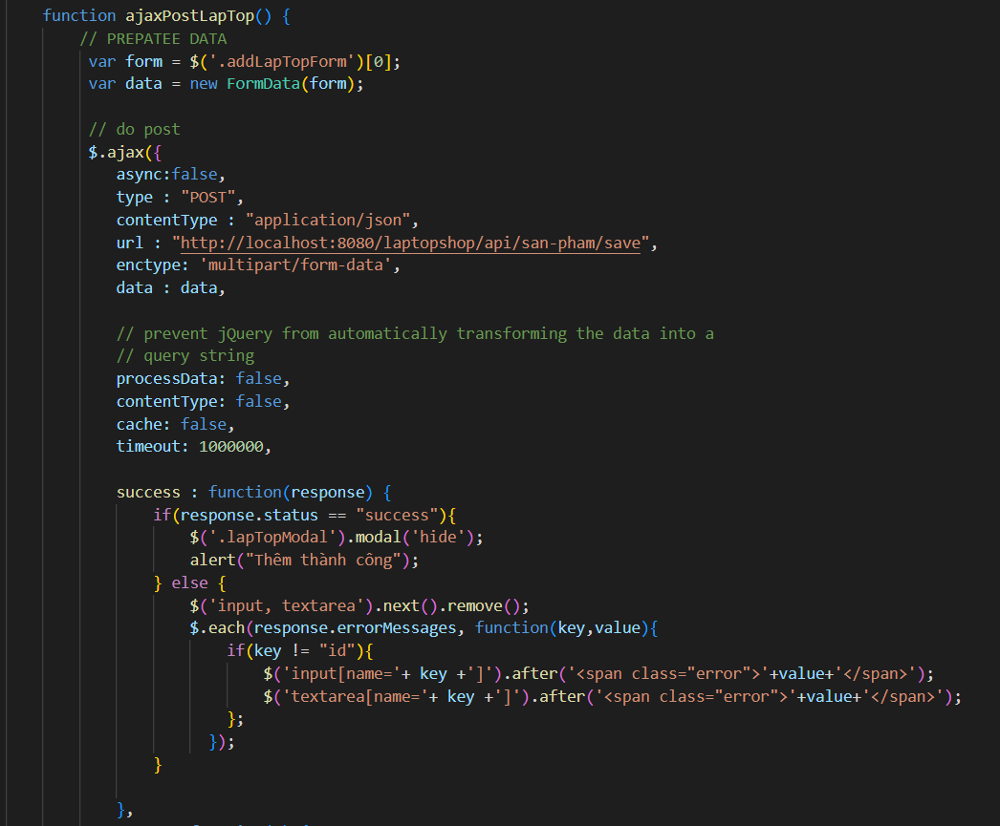 function ajaxPostLapTop() {
// PREPATEE DATA
var form = $('.addLapTopForm')[0];
var data = new FormData(form);
// do post
$.ajax({
async:false,
type : "POST",
contentType : "application/json",
url : "http://localhost:8080/laptopshop/api/san-pham/save",
enctype: 'multipart/form-data',
data : data,
// prevent jQuery from automatically transforming the data into a
// query string
processData: false,
contentType: false,
cache: false,
timeout: 1000000,
success : function(response) {
if(response.status == "success"){
$('.lapTopModal').modal('hide');
alert("Thêm thành công");
} else {
$('input, textarea').next().remove();
$.each(response.errorMessages, function(key,value){
if(key != "id"){
$('input[name='+ key +']').after('<span class="error">'+value+'</span>');
$('textarea[name='+ key +']').after('<span class="error">'+value+'</span>');
};
});
}
},